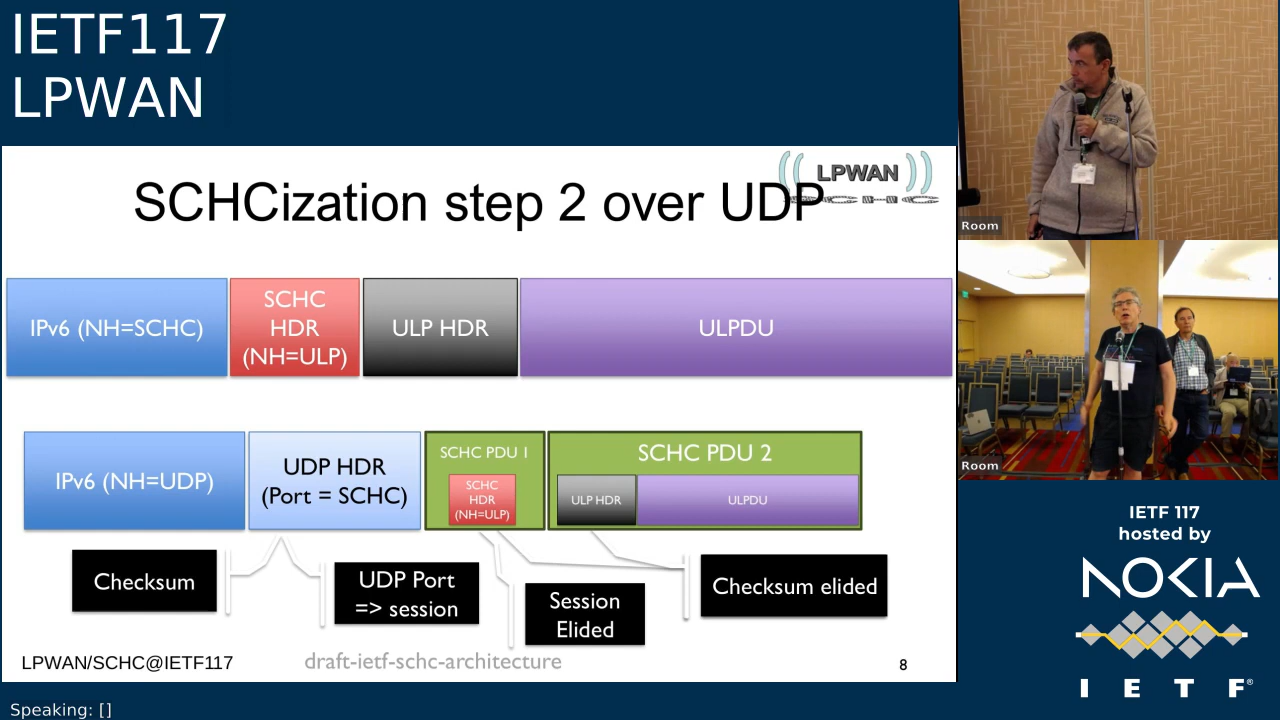 IETF117
LPWAN
LPWAN
SCHC
SCHCization step 2 over UDP
IPv6 (NH=SCHC)
SCHC
HDR
(NH=ULP)
ULP HDR
ULPDU
IPv6 (NH=UDP)
UDP HDR
(Port = SCHC)
SCHC PDU 1
SCHC
HDR
(NH=ULP)
SCHC PDU 2
ULP HDR
ULPDU
Checksum
UDP Port
=> session
Session
Elided
Checksum elided
LPWAN/SCHC@IETF117
draft-ietf-schc-architecture
8
Room
Room
IETF 117
hosted by
NOKIA
I E T F®
Speaking: []